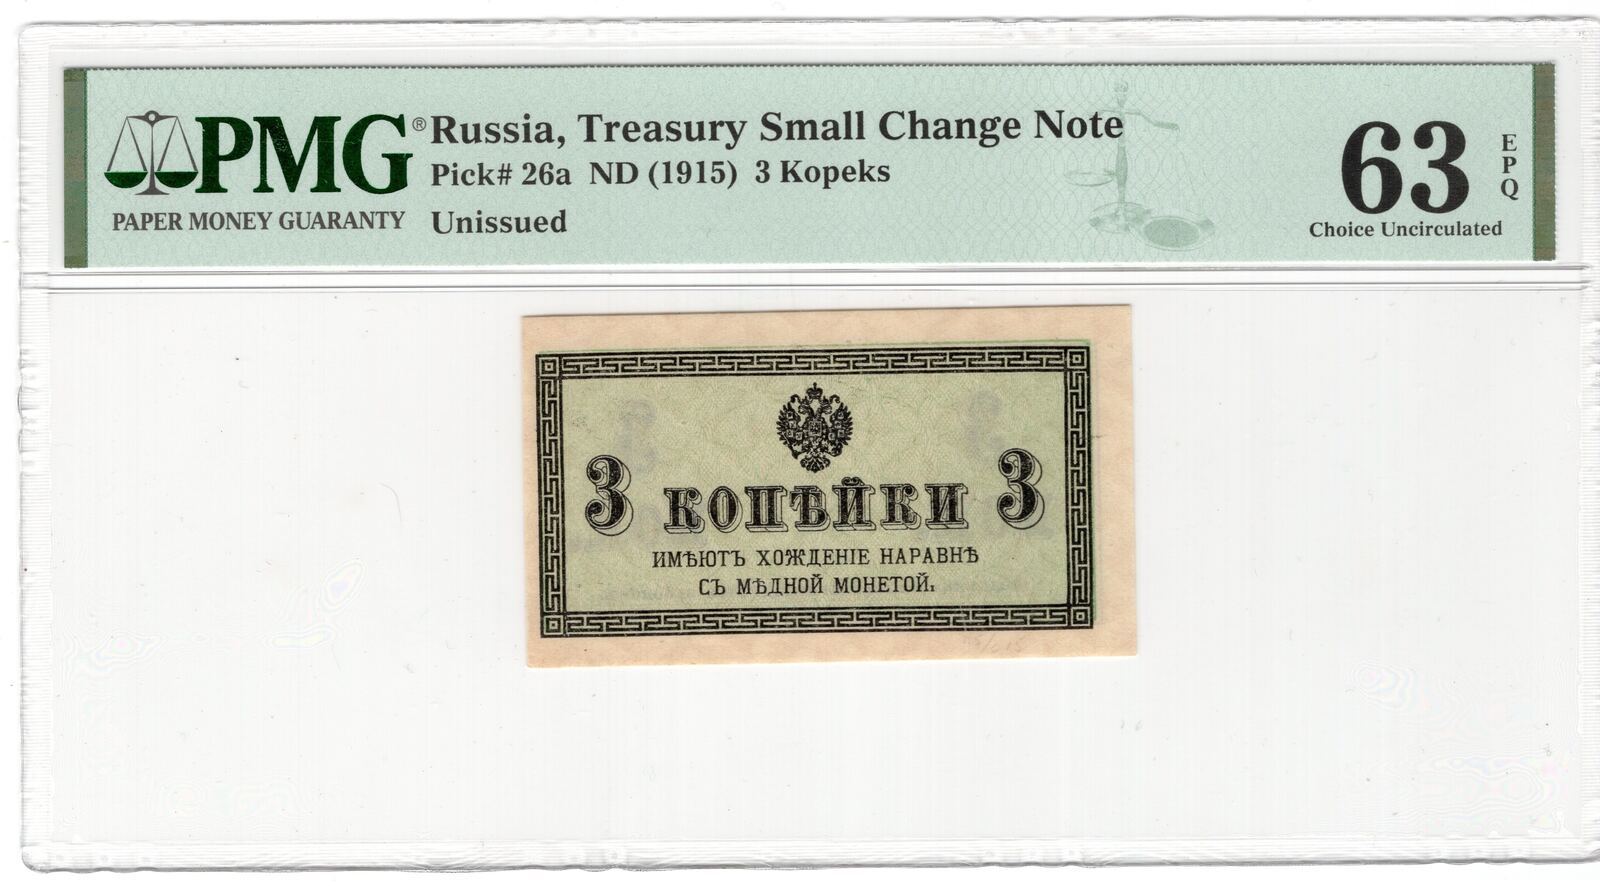 PMG® Russia, Treasury Small Change Note
Pick# 26a ND (1915) 3 Kopeks
PAPER MONEY GUARANTY Unissued
63 EPQ
Choice Uncirculated
3 КОПѢЙКИ 3
ИМѢЮТЪ ХОЖДЕНІЕ НАРАВНѢ
СЪ МѢДНОЙ МОНЕТОЙ.